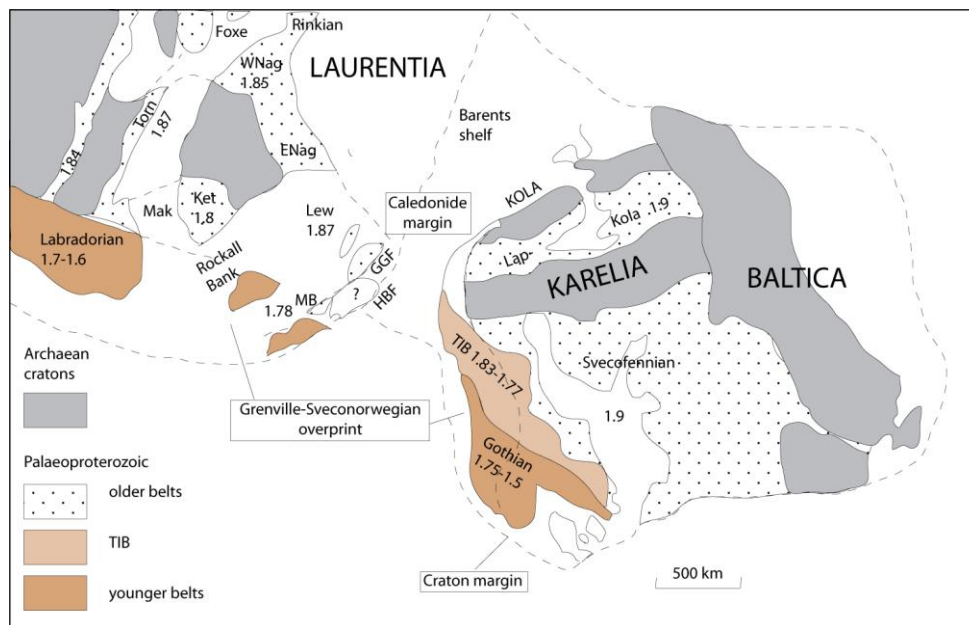 Foxe
Rinkian
WNag
1.85
LAURENTIA
Torn
1.87
1.84
ENag
Barents
shelf
Mak
Ket
1,8
Lew
1.87
Caledonide
margin
KOLA
Kola 1.9
Lap
KARELIA
BALTICA
Labradorian
1.7-1.6
Rockall
Bank
GGF
?
HBF
MB
1.78
TIB 1.83-1.77
Svecofennian
1.9
Gothian
1.75-1.5
Grenville-Sveconorwegian
overprint
Craton margin
500 km
Archaean
cratons
Palaeoproterozoic
older belts
TIB
younger belts